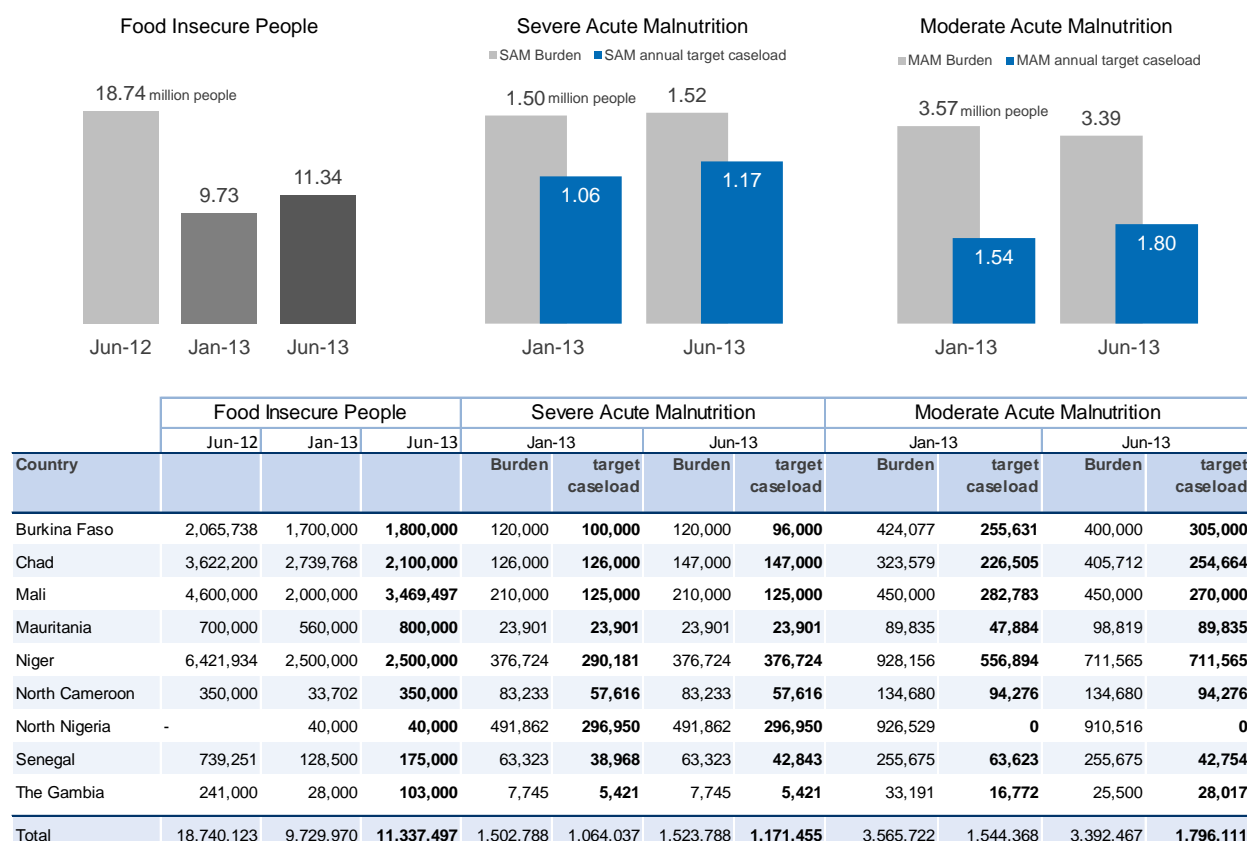 Food Insecure People
Severe Acute Malnutrition
Moderate Acute Malnutrition
SAM Burden SAM annual target caseload
MAM Burden MAM annual target caseload
18.74 million people
9.73
11.34
Jun-12 Jan-13 Jun-13
1.50 million people
1.06
1.52
1.17
Jan-13 Jun-13
3.57 million people
1.54
3.39
1.80
Jan-13 Jun-13
Food Insecure People Severe Acute Malnutrition Moderate Acute Malnutrition
Jun-12 Jan-13 Jun-13 Jan-13 Jun-13 Jan-13 Jun-13
Country Burden target Burden target Burden target Burden target
caseload caseload caseload caseload
Burkina Faso 2,065,738 1,700,000 1,800,000 120,000 100,000 120,000 96,000 424,077 255,631 400,000 305,000
Chad 3,622,200 2,739,768 2,100,000 126,000 126,000 147,000 147,000 323,579 226,505 405,712 254,664
Mali 4,600,000 2,000,000 3,469,497 210,000 125,000 210,000 125,000 450,000 282,783 450,000 270,000
Mauritania 700,000 560,000 800,000 23,901 23,901 23,901 23,901 89,835 47,884 98,819 89,835
Niger 6,421,934 2,500,000 2,500,000 376,724 290,181 376,724 376,724 928,156 556,894 711,565 711,565
North Cameroon 350,000 33,702 350,000 83,233 57,616 83,233 57,616 134,680 94,276 134,680 94,276
North Nigeria - 40,000 40,000 491,862 296,950 491,862 296,950 926,529 0 910,516 0
Senegal 739,251 128,500 175,000 63,323 38,968 63,323 42,843 255,675 63,623 255,675 42,754
The Gambia 241,000 28,000 103,000 7,745 5,421 7,745 5,421 33,191 16,772 25,500 28,017
Total 18,740,123 9,729,970 11,337,497 1,502,788 1,064,037 1,523,788 1,171,455 3,565,722 1,544,368 3,392,467 1,796,111